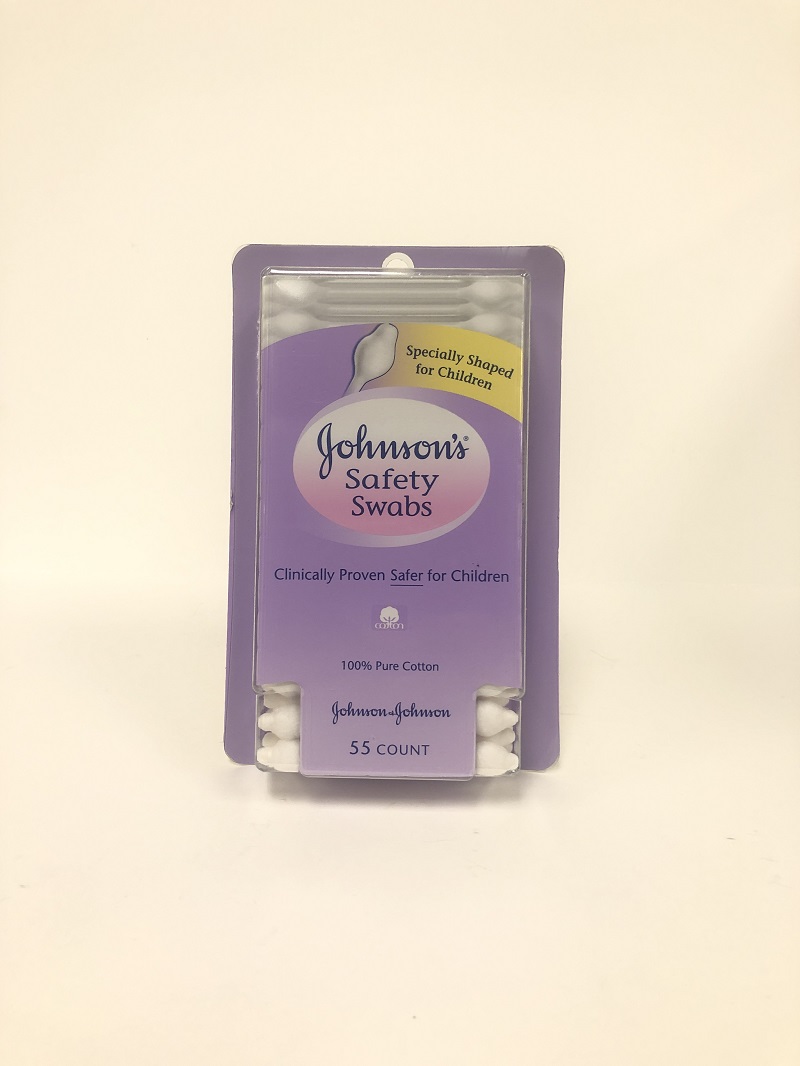 Specially Shaped
for Children
Johnson's®
Safety
Swabs
Clinically Proven Safer for Children
COTTON
100% Pure Cotton
Johnson & Johnson
55 COUNT